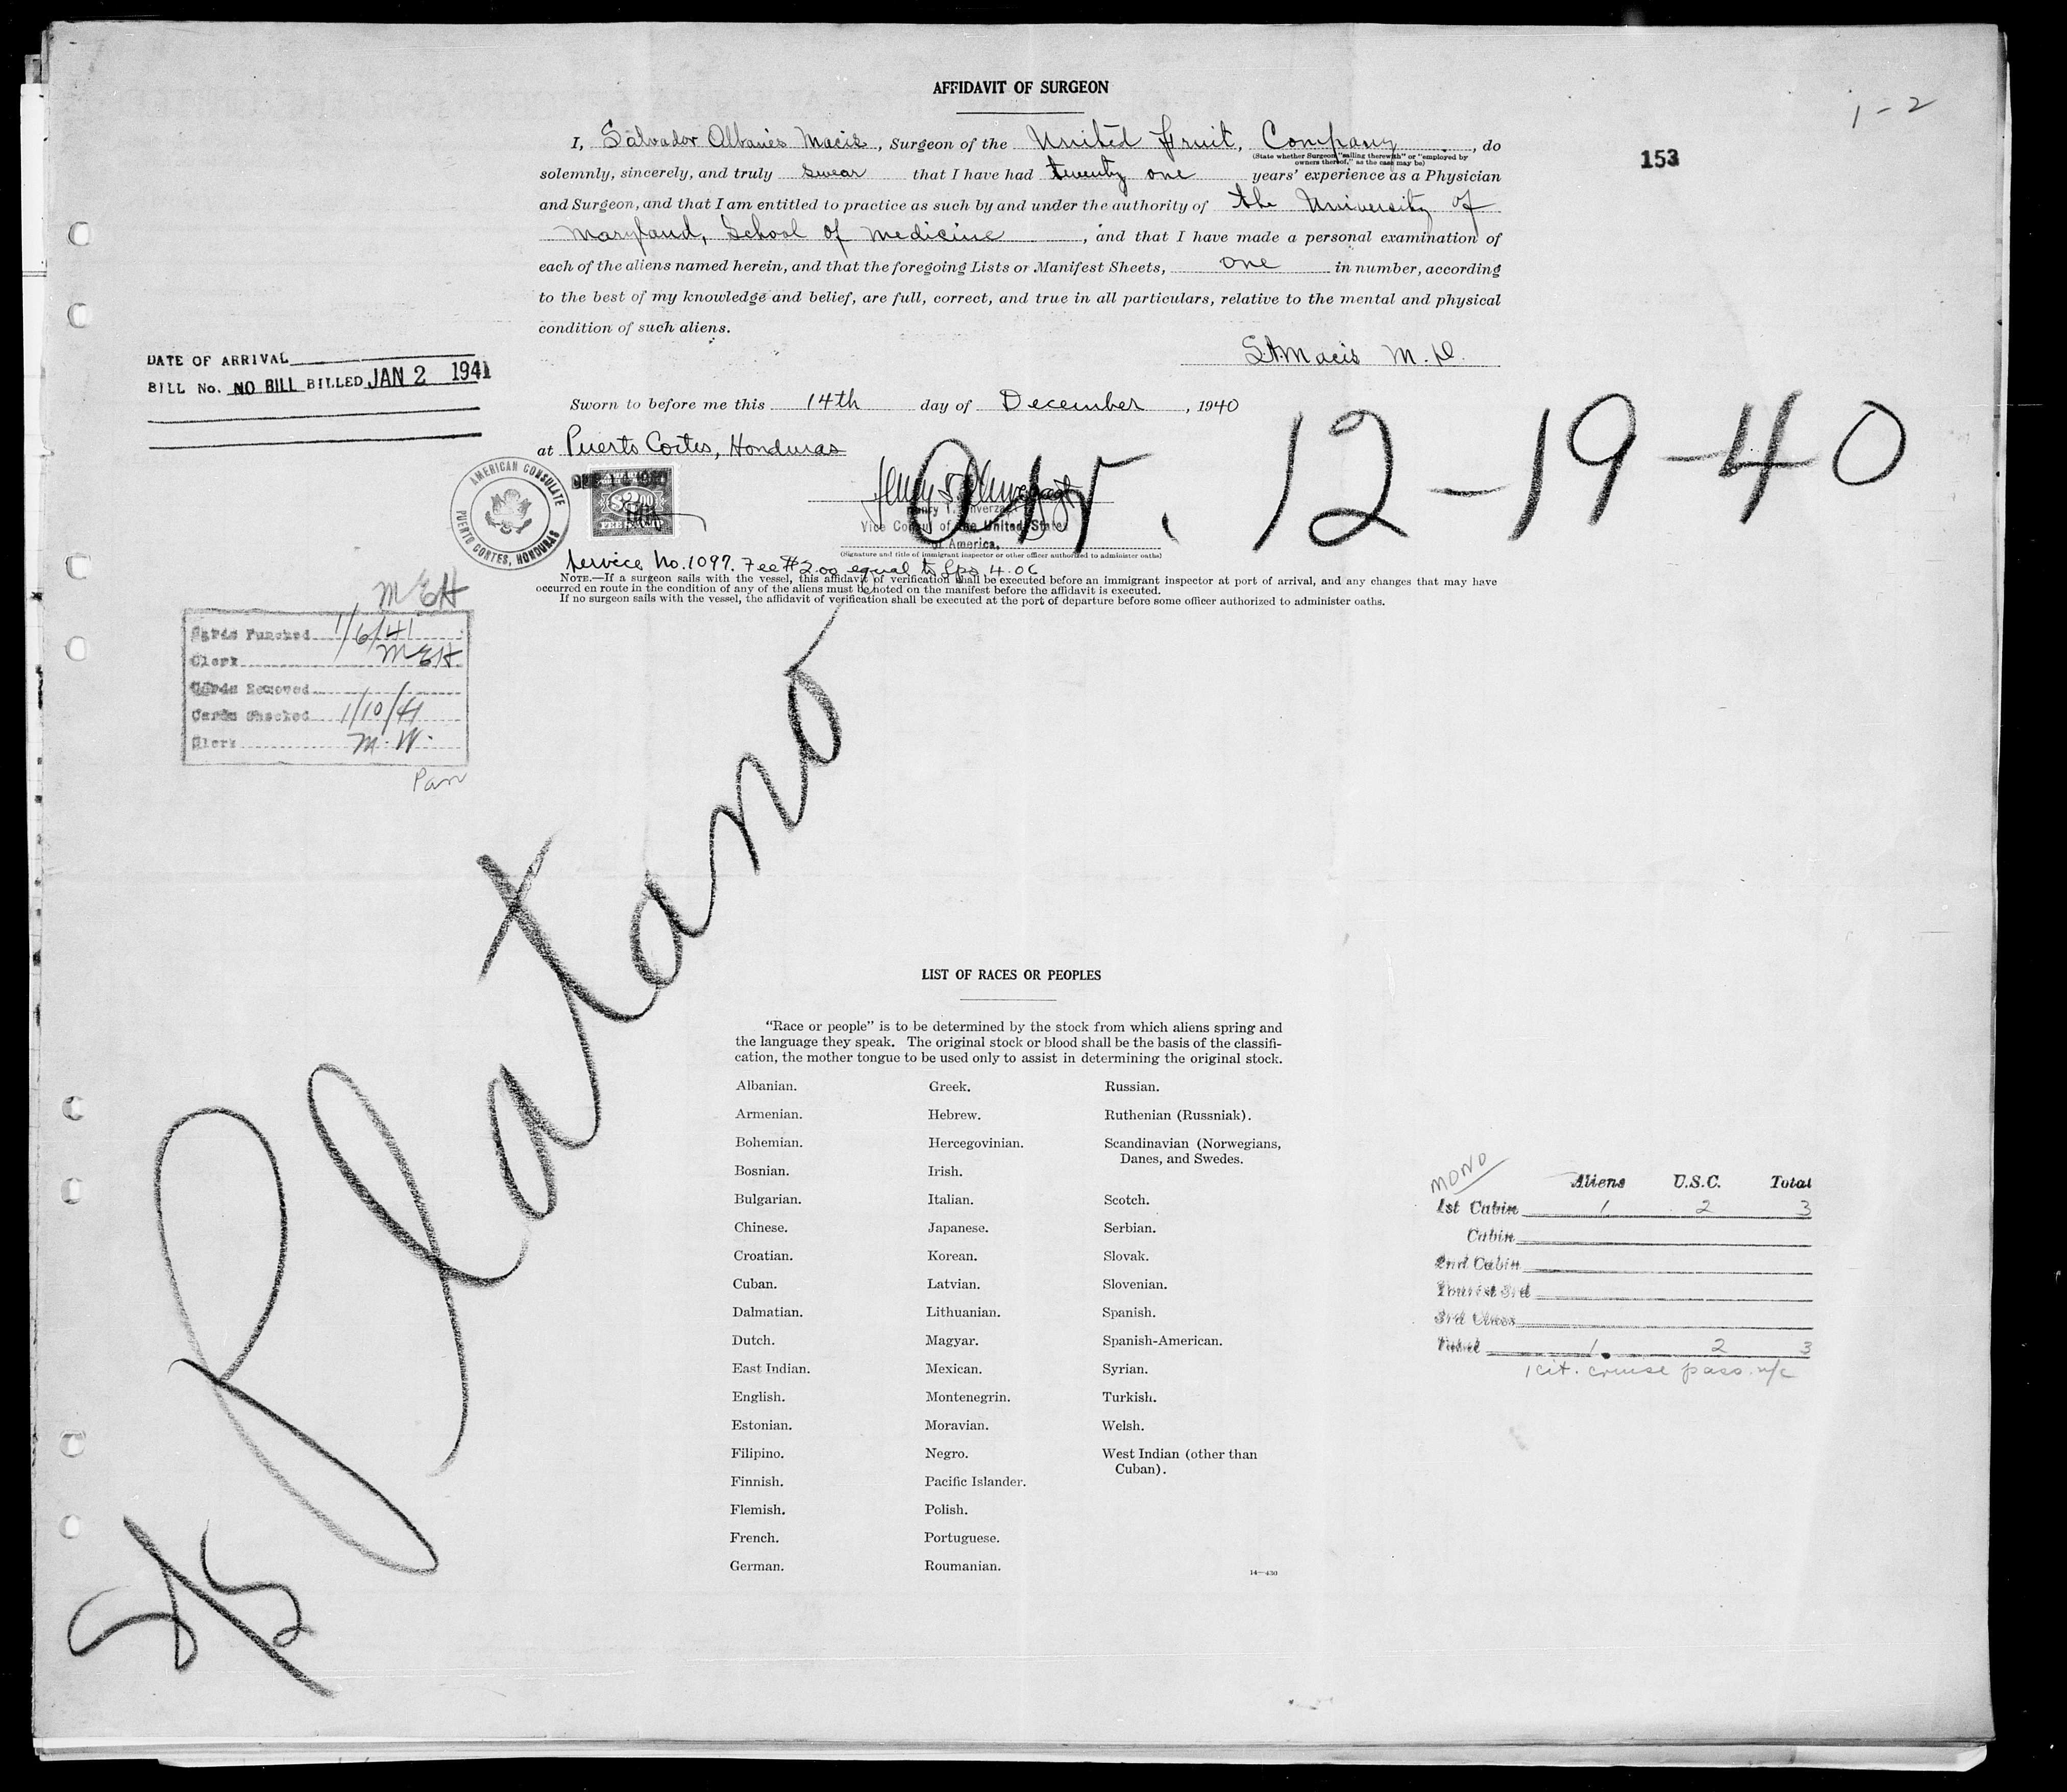 AFFIDAVIT OF SURGEON
1-2
153
I, Salvador Albanes Macis, Surgeon of the United Fruit, Company, do
(State whether Surgeon "sailing therewith" or "employed by
owners thereof," as the case may be)
solemnly, sincerely, and truly swear that I have had twenty one years' experience as a Physician
and Surgeon, and that I am entitled to practice as such by and under the authority of the University of
Maryland, School of Medicine, and that I have made a personal examination of
each of the aliens named herein, and that the foregoing Lists or Manifest Sheets, one in number, according
to the best of my knowledge and belief, are full, correct, and true in all particulars, relative to the mental and physical
condition of such aliens.
S.A.Macis M.D.
DATE OF ARRIVAL
BILL No. NO BILL BILLED JAN 2 1941
Sworn to before me this 14th day of December, 1940
at Puerto Cortes, Honduras
12-19-40
AMERICAN CONSULATE
PUERTO CORTES, HONDURAS
DEC 14 1940
$2.00
FEE STAMP
Vice Consul of the United States
of America.
(Signature and title of immigrant inspector or other officer authorized to administer oaths)
Service No. 1097. Fee $2.00 equal to Lps 4.06
NOTE.—If a surgeon sails with the vessel, this affidavit of verification shall be executed before an immigrant inspector at port of arrival, and any changes that may have
occurred en route in the condition of any of the aliens must be noted on the manifest before the affidavit is executed.
If no surgeon sails with the vessel, the affidavit of verification shall be executed at the port of departure before some officer authorized to administer oaths.
MEH
Cards Punched 1/6/41
Clerk MEH
Cards Removed
Cards Checked 1/10/41
Clerk M.W.
Pan
Platano
LIST OF RACES OR PEOPLES
"Race or people" is to be determined by the stock from which aliens spring and
the language they speak. The original stock or blood shall be the basis of the classifi-
cation, the mother tongue to be used only to assist in determining the original stock.
Albanian.
Armenian.
Bohemian.
Bosnian.
Bulgarian.
Chinese.
Croatian.
Cuban.
Dalmatian.
Dutch.
East Indian.
English.
Estonian.
Filipino.
Finnish.
Flemish.
French.
German.
Greek.
Hebrew.
Hercegovinian.
Irish.
Italian.
Japanese.
Korean.
Latvian.
Lithuanian.
Magyar.
Mexican.
Montenegrin.
Moravian.
Negro.
Pacific Islander.
Polish.
Portuguese.
Roumanian.
Russian.
Ruthenian (Russniak).
Scandinavian (Norwegians,
Danes, and Swedes.
Scotch.
Serbian.
Slovak.
Slovenian.
Spanish.
Spanish-American.
Syrian.
Turkish.
Welsh.
West Indian (other than
Cuban).
14-430
MONO
Aliens U.S.C. Total
1st Cabin 1 2 3
Cabin
2nd Cabin
Tourist 3rd
3rd Class
Total 1 2 3
1 cit. cruise pass. n/c
S/S